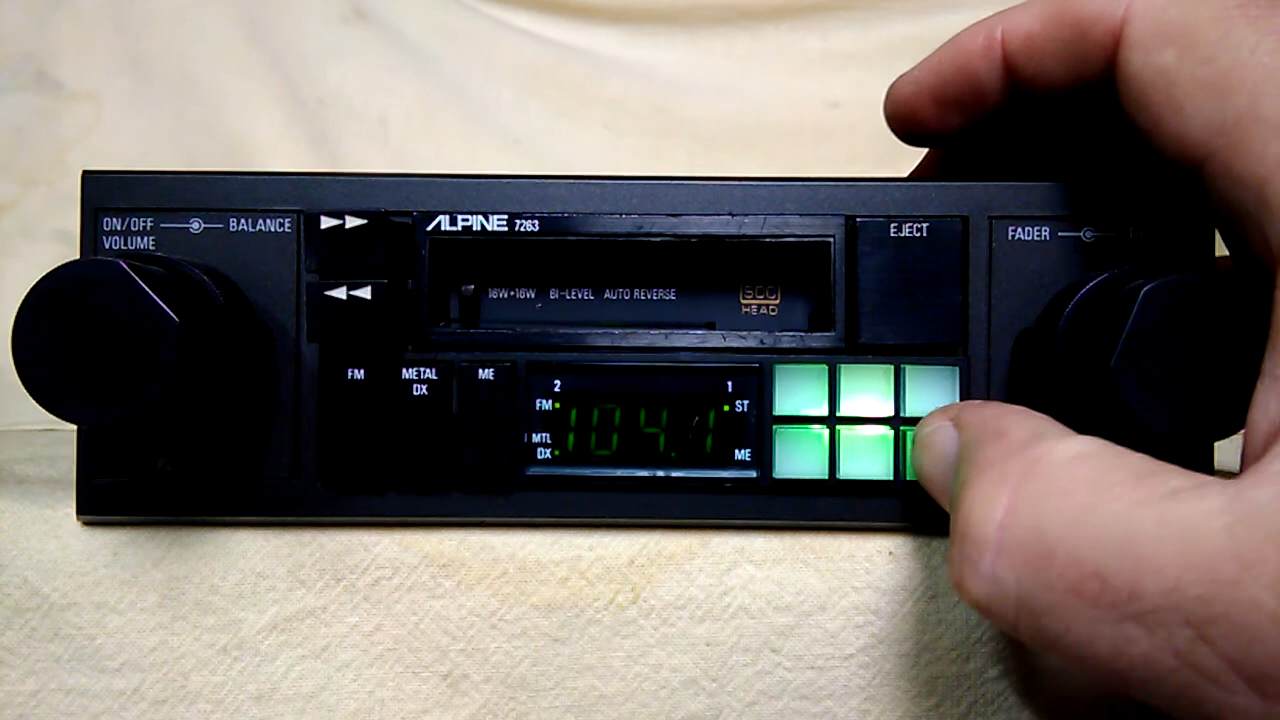 ON/OFF BALANCE
VOLUME
ALPINE 7263
EJECT
FADER
16W+16W BI-LEVEL AUTO REVERSE
SCC
HEAD
FM
METAL
DX
ME
2
1
FM
104.1
ST
MTL
DX
ME